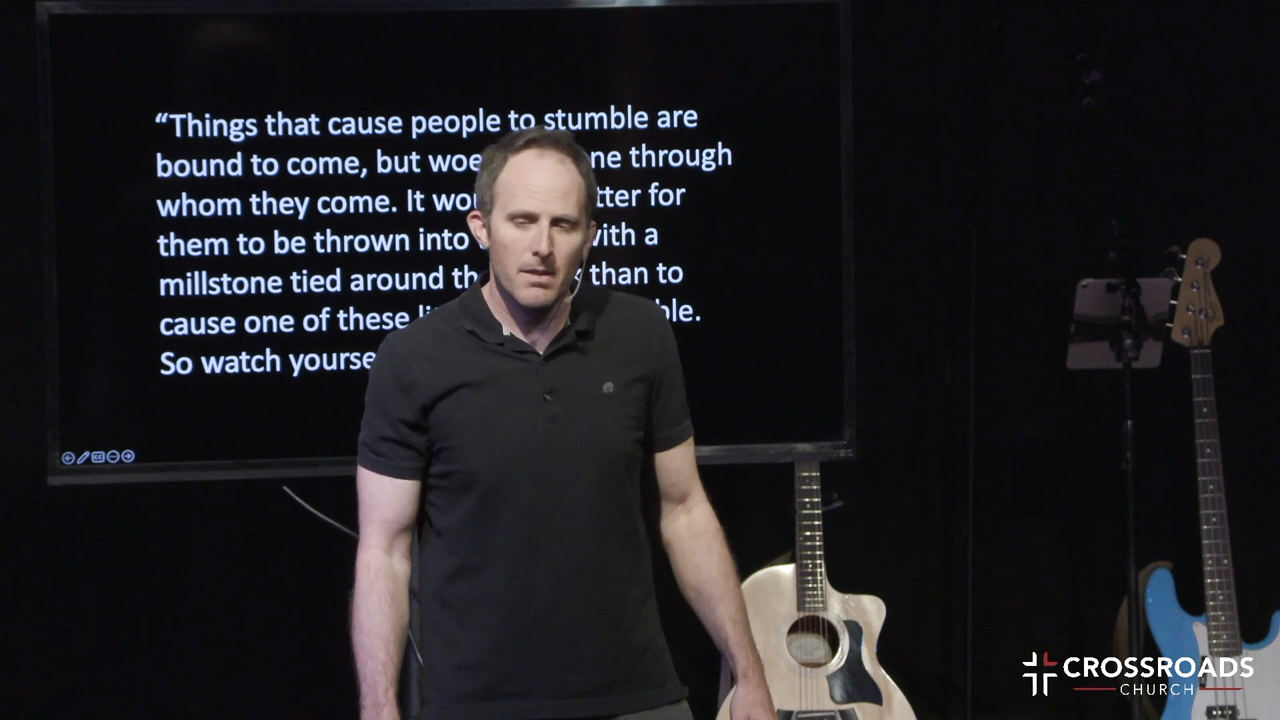 “Things that cause people to stumble are
bound to come, but woe ne through
whom they come. It wou tter for
them to be thrown into with a
millstone tied around th than to
cause one of these li ble.
So watch yourse
CROSSROADS
CHURCH